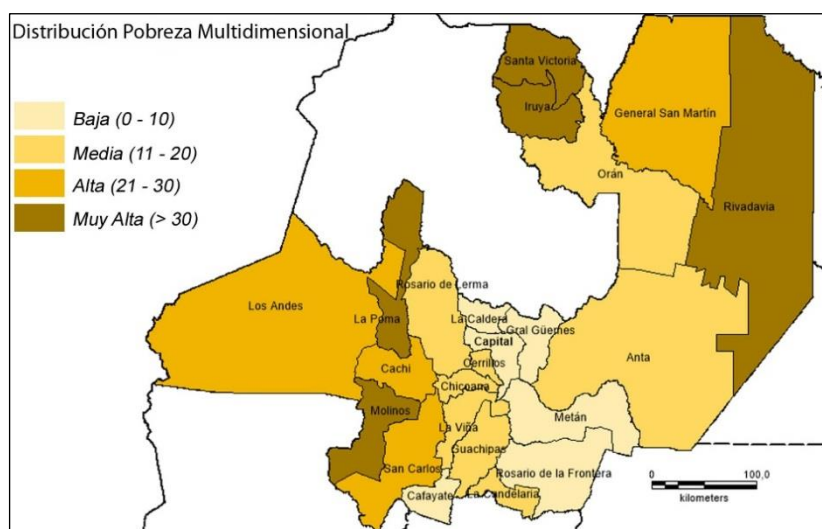 Distribución Pobreza Multidimensional
Baja (0 - 10)
Media (11 - 20)
Alta (21 - 30)
Muy Alta (> 30)
Santa Victoria
Iruya
General San Martín
Orán
Rivadavia
Los Andes
Rosario de Lerma
La Poma
La Caldera
Gral Güemes
Capital
Cerrillos
Cachi
Chicoana
Anta
Molinos
Metán
La Viña
Guachipas
San Carlos
Rosario de la Frontera
Cafayate
La Candelaria
0 100,0
kilometers